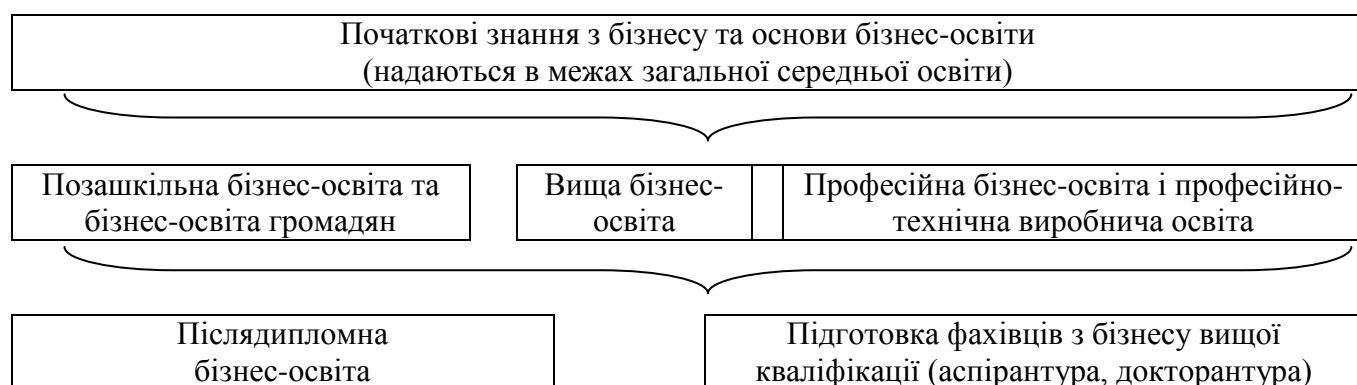 Початкові знання з бізнесу та основи бізнес-освіти
(надаються в межах загальної середньої освіти)
Позашкільна бізнес-освіта та
бізнес-освіта громадян
Вища бізнес-
освіта
Професійна бізнес-освіта і професійно-
технічна виробнича освіта
Післядипломна
бізнес-освіта
Підготовка фахівців з бізнесу вищої
кваліфікації (аспірантура, докторантура)